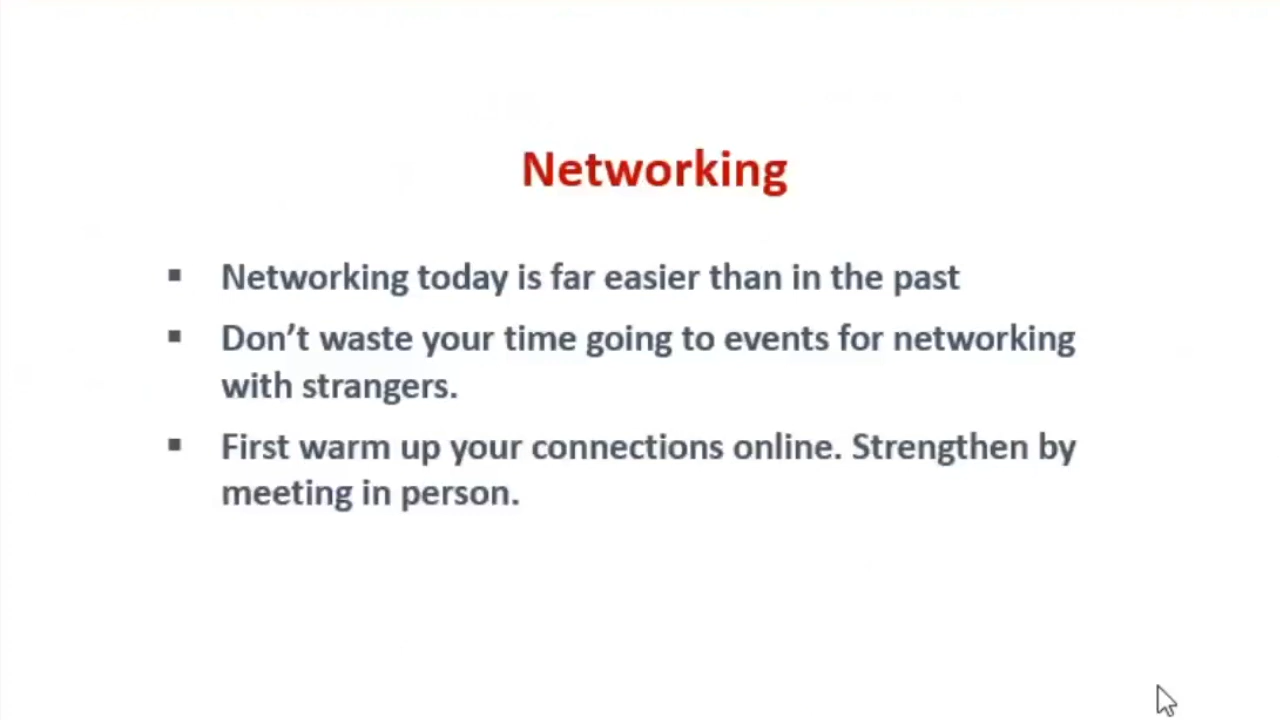 Networking
▪ Networking today is far easier than in the past
▪ Don’t waste your time going to events for networking
with strangers.
▪ First warm up your connections online. Strengthen by
meeting in person.